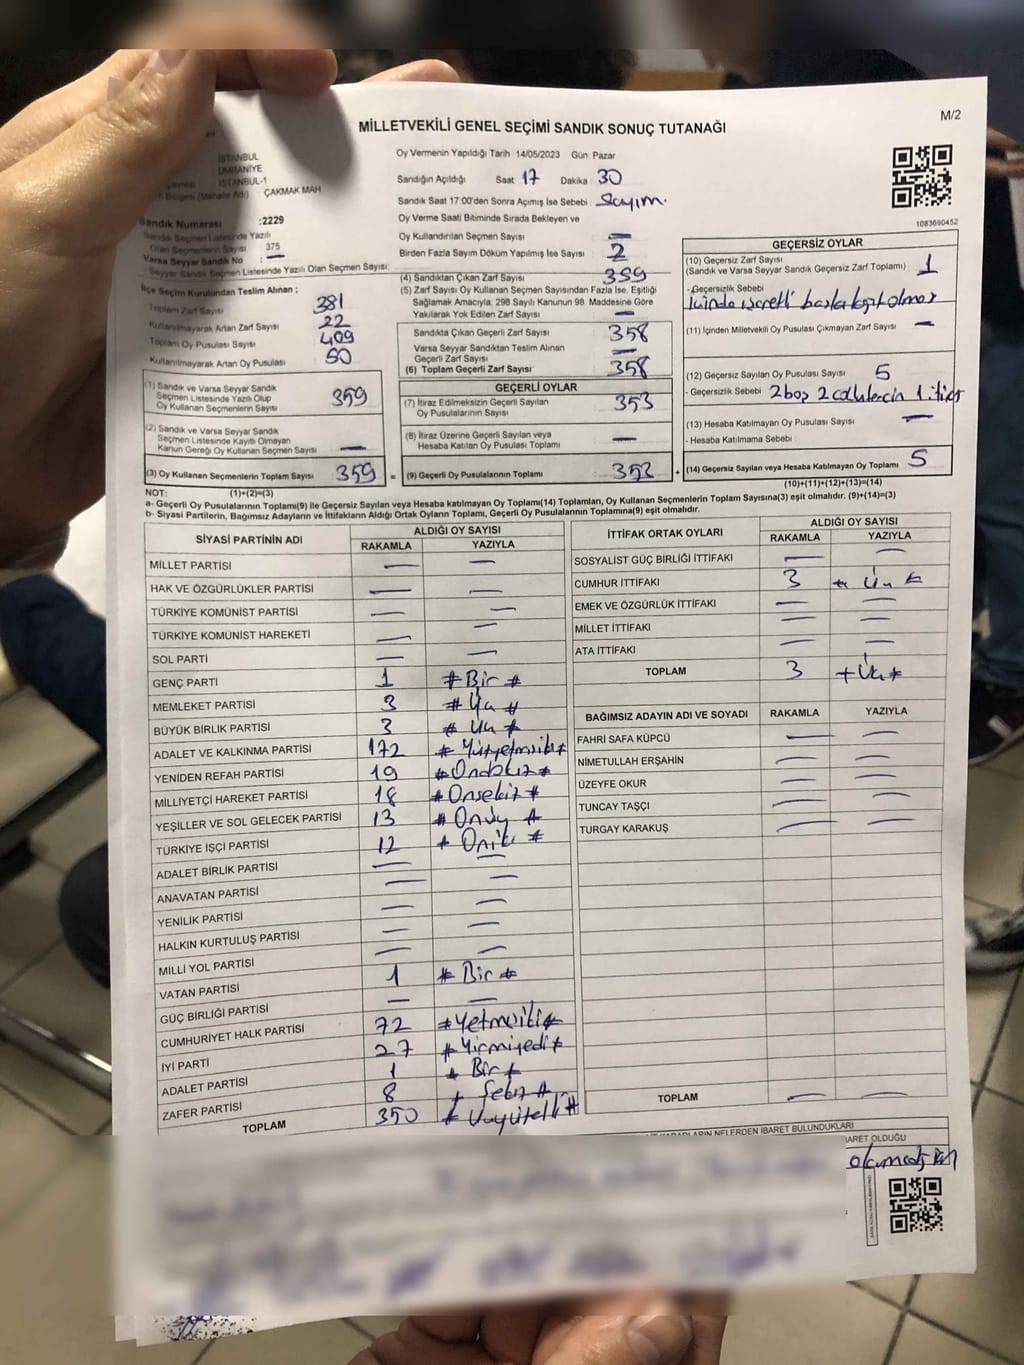 M/2
MİLLETVEKİLİ GENEL SEÇİMİ SANDIK SONUÇ TUTANAĞI
İSTANBUL
ÜMRANİYE
İSTANBUL-1
Bölgesi (Mahalle Adı) ÇAKMAK MAH
Sandık Numarası :2229
Sandık Seçmen Listesinde Yazılı
Olan Seçmenlerin Sayısı 375
Varsa Seyyar Sandık No : —
Seyyar Sandık Seçmen Listesinde Yazılı Olan Seçmen Sayısı:
İlçe Seçim Kurulundan Teslim Alınan ;
Toplam Zarf Sayısı 381
Kullanılmayarak Artan Zarf Sayısı 22
Toplam Oy Pusulası Sayısı 409
Kullanılmayarak Artan Oy Pusulası 50
(1) Sandık ve Varsa Seyyar Sandık
Seçmen Listesinde Yazılı Olup
Oy Kullanan Seçmenlerin Sayısı 359
(2) Sandık ve Varsa Seyyar Sandık
Seçmen Listesinde Kayıtlı Olmayan
Kanun Gereği Oy Kullanan Seçmen Sayısı —
(3) Oy Kullanan Seçmenlerin Toplam Sayısı 359 =
Oy Vermenin Yapıldığı Tarih 14/05/2023 Gün: Pazar
Sandığın Açıldığı Saat 17 Dakika 30
Sandık Saat 17:00'den Sonra Açımış İse Sebebi: Sayım.
Oy Verme Saati Bitiminde Sırada Bekleyen ve
Oy Kullandırılan Seçmen Sayısı —
Birden Fazla Sayım Döküm Yapılmış İse Sayısı 2
(4) Sandıktan Çıkan Zarf Sayısı 359
(5) Zarf Sayısı Oy Kullanan Seçmen Sayısından Fazla İse, Eşitliği
Sağlamak Amacıyla; 298 Sayılı Kanunun 98. Maddesine Göre
Yakılarak Yok Edilen Zarf Sayısı —
Sandıkta Çıkan Geçerli Zarf Sayısı 358
Varsa Seyyar Sandıktan Teslim Alınan
Geçerli Zarf Sayısı —
(6) Toplam Geçerli Zarf Sayısı 358
GEÇERLİ OYLAR
(7) İtiraz Edilmeksizin Geçerli Sayılan
Oy Pusulalarının Sayısı 353
(8) İtiraz Üzerine Geçerli Sayılan veya
Hesaba Katılan Oy Pusulası Toplamı —
(9) Geçerli Oy Pusulalarının Toplamı 353 +
1083690452
GEÇERSİZ OYLAR
(10) Geçersiz Zarf Sayısı
(Sandık ve Varsa Seyyar Sandık Geçersiz Zarf Toplamı) 1
- Geçersizlik Sebebi
(11) İçinden Milletvekili Oy Pusulası Çıkmayan Zarf Sayısı —
(12) Geçersiz Sayılan Oy Pusulası Sayısı 5
- Geçersizlik Sebebi 2 boş 2
(13) Hesaba Katılmayan Oy Pusulası Sayısı —
- Hesaba Katılmama Sebebi
(14) Geçersiz Sayılan veya Hesaba Katılmayan Oy Toplamı 5
(10)+(11)+(12)+(13)=(14)
NOT: (1)+(2)=(3)
a- Geçerli Oy Pusulalarının Toplamı(9) ile Geçersiz Sayılan veya Hesaba katılmayan Oy Toplamı(14) Toplamları, Oy Kullanan Seçmenlerin Toplam Sayısına(3) eşit olmalıdır. (9)+(14)=(3)
b- Siyasi Partilerin, Bağımsız Adayların ve İttifakların Aldığı Ortak Oyların Toplamı, Geçerli Oy Pusulalarının Toplamına(9) eşit olmalıdır.
SİYASİ PARTİNİN ADI ALDIĞI OY SAYISI
RAKAMLA YAZIYLA
MİLLET PARTİSİ — —
HAK VE ÖZGÜRLÜKLER PARTİSİ — —
TÜRKİYE KOMÜNİST PARTİSİ — —
TÜRKİYE KOMÜNİST HAREKETİ — —
SOL PARTİ — —
GENÇ PARTİ 1 # Bir #
MEMLEKET PARTİSİ 3 # Üç #
BÜYÜK BİRLİK PARTİSİ 3 # Üç #
ADALET VE KALKINMA PARTİSİ 172 # Yüzyetmişiki #
YENİDEN REFAH PARTİSİ 19 # Ondokuz #
MİLLİYETÇİ HAREKET PARTİSİ 18 # Onsekiz #
YEŞİLLER VE SOL GELECEK PARTİSİ 13 # Onüç #
TÜRKİYE İŞÇİ PARTİSİ 12 # Oniki #
ADALET BİRLİK PARTİSİ — —
ANAVATAN PARTİSİ — —
YENİLİK PARTİSİ — —
HALKIN KURTULUŞ PARTİSİ — —
MİLLİ YOL PARTİSİ — —
VATAN PARTİSİ 1 # Bir #
GÜÇ BİRLİĞİ PARTİSİ — —
CUMHURİYET HALK PARTİSİ 72 # Yetmişiki #
İYİ PARTİ 27 # Yirmiyedi #
ADALET PARTİSİ 1 # Bir #
ZAFER PARTİSİ 8 # Sekiz #
TOPLAM 350 # Üçyüzelli #
İTTİFAK ORTAK OYLARI ALDIĞI OY SAYISI
RAKAMLA YAZIYLA
SOSYALİST GÜÇ BİRLİĞİ İTTİFAKI — —
CUMHUR İTTİFAKI 3 # Üç #
EMEK VE ÖZGÜRLÜK İTTİFAKI — —
MİLLET İTTİFAKI — —
ATA İTTİFAKI — —
TOPLAM 3 # Üç #
BAĞIMSIZ ADAYIN ADI VE SOYADI RAKAMLA YAZIYLA
FAHRİ SAFA KÜPCÜ — —
NİMETULLAH ERŞAHİN — —
ÜZEYFE OKUR — —
TUNCAY TAŞÇI — —
TURGAY KARAKUŞ — —
TOPLAM — —
NELERDEN İBARET BULUNDUKLARI
İBARET OLDUĞU